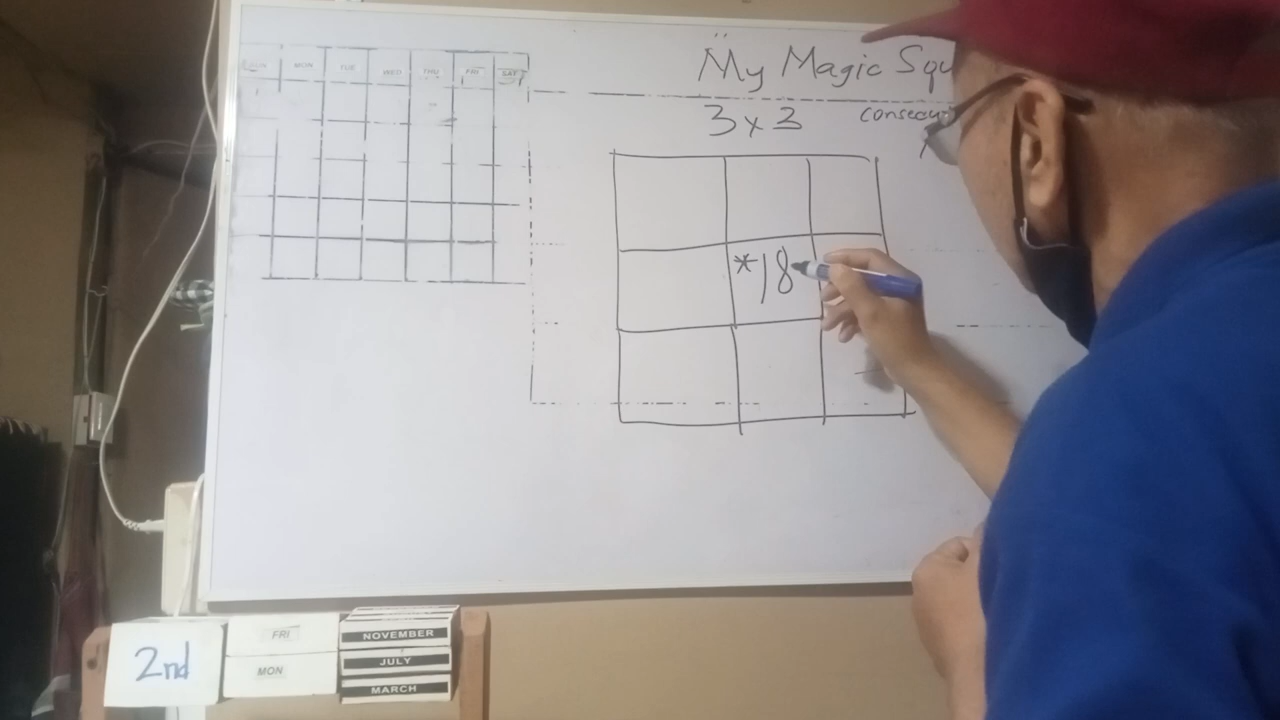 SUN MON TUE WED THU FRI SAT
"My Magic Squ
3 x 3
consecu
*18
2nd
FRI
MON
NOVEMBER
JULY
MARCH